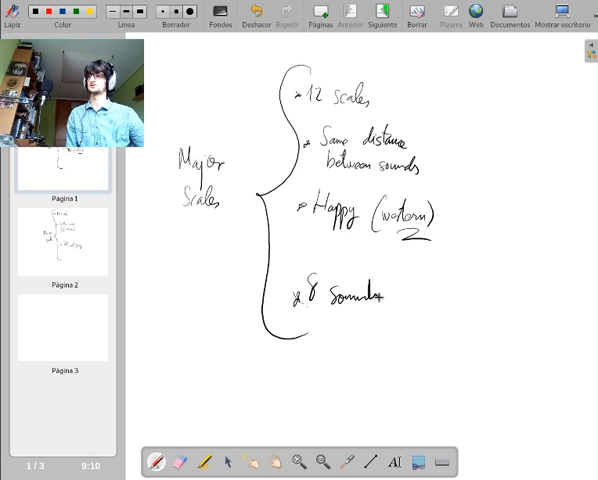 Lápiz
Color
Línea
Borrador
Fondos
Deshacer
Repetir
Páginas
Anterior
Siguiente
Borrar
Pizarra
Web
Documentos
Mostrar escritorio
Major
Scales
* 12 scales
* Same distance
between sounds
* Happy (western)
* 8 sounds
Página 1
Página 2
Página 3
1 / 3
9:10
AI